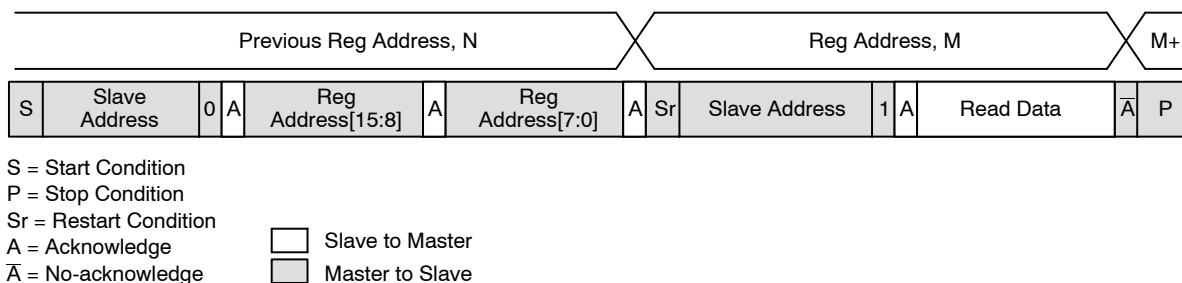 Previous Reg Address, N Reg Address, M M+
S Slave Address 0 A Reg Address[15:8] A Reg Address[7:0] A Sr Slave Address 1 A Read Data A̅ P
S = Start Condition
P = Stop Condition
Sr = Restart Condition
A = Acknowledge
A̅ = No-acknowledge
Slave to Master
Master to Slave